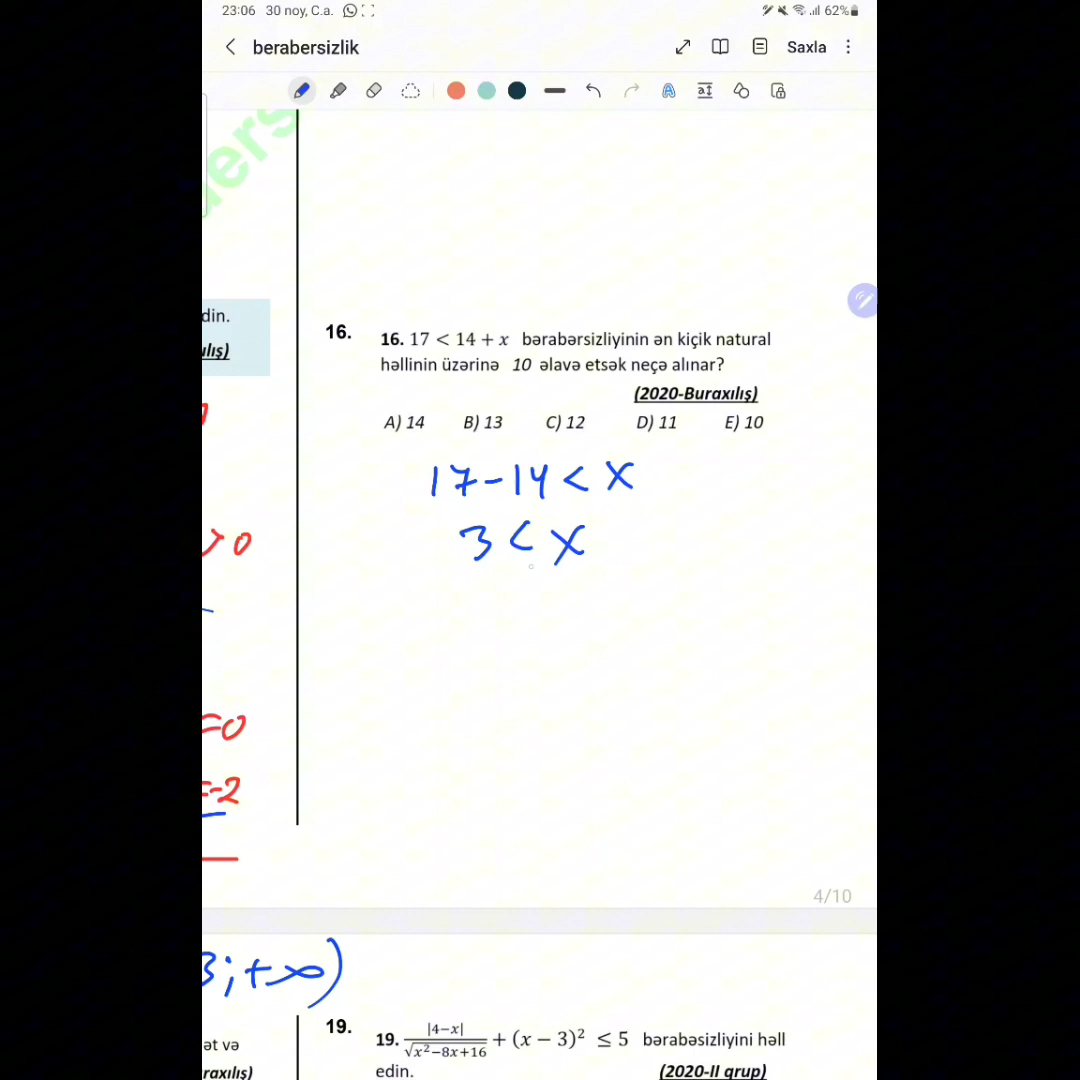 23:06 30 noy, C.a. 62%
berabersizlik Saxla
ders
din.
16. 16. 17 < 14 + x bərabərsizliyinin ən kiçik natural
həllinin üzərinə 10 əlavə etsək neçə alınar?
(2020-Buraxılış)
A) 14 B) 13 C) 12 D) 11 E) 10
17-14 < x
3 < x
> 0
=0
=-2
4/10
3;+∞)
19. 19. |4−x| / √x²−8x+16 + (x − 3)² ≤ 5 bərabəsizliyini həll
edin. (2020-II qrup)
ət və
raxılış)